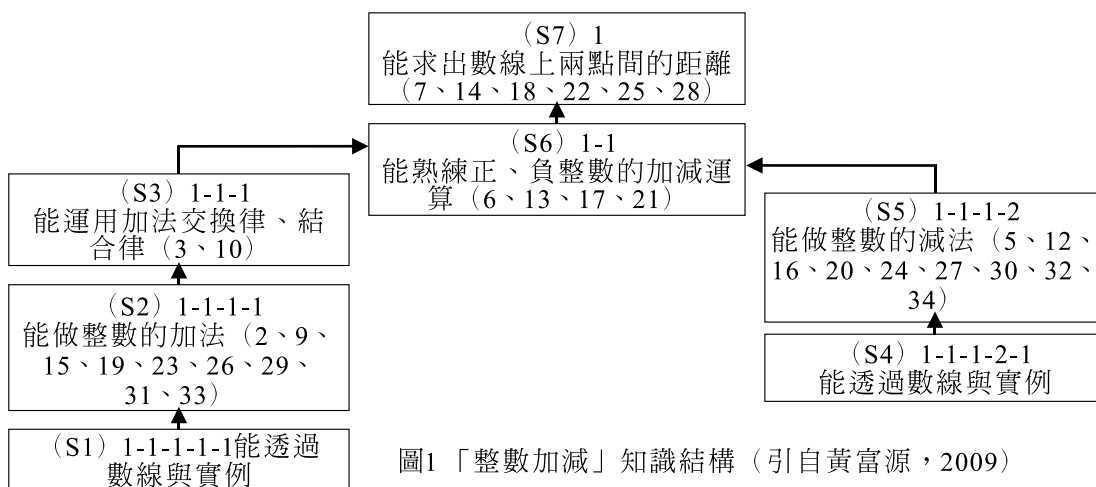 （S7）1
能求出數線上兩點間的距離
（7、14、18、22、25、28）
（S6）1-1
能熟練正、負整數的加減運
算（6、13、17、21）
（S3）1-1-1
能運用加法交換律、結
合律（3、10）
（S5）1-1-1-2
能做整數的減法（5、12、
16、20、24、27、30、32、
34）
（S2）1-1-1-1
能做整數的加法（2、9、
15、19、23、26、29、
31、33）
（S4）1-1-1-2-1
能透過數線與實例
（S1）1-1-1-1-1能透過
數線與實例
圖1「整數加減」知識結構（引自黃富源，2009）